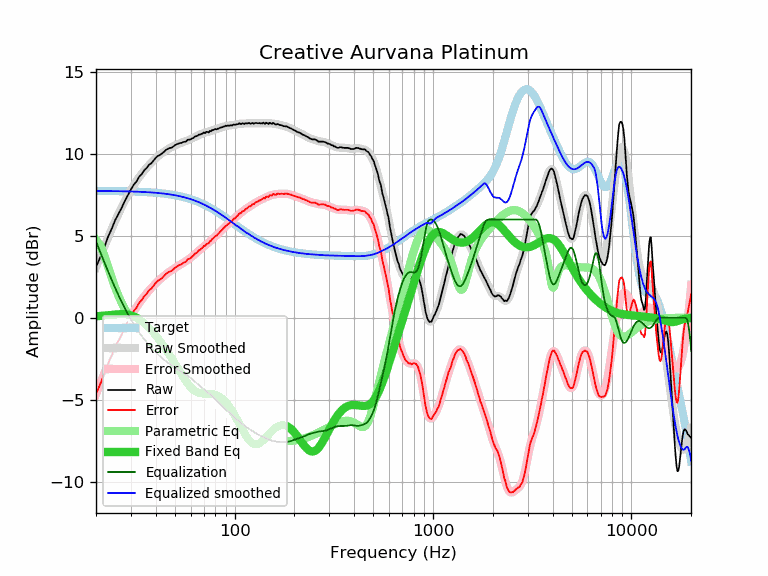 Creative Aurvana Platinum
15
10
5
0
−5
−10
Amplitude (dBr)
Target
Raw Smoothed
Error Smoothed
Raw
Error
Parametric Eq
Fixed Band Eq
Equalization
Equalized smoothed
100
1000
10000
Frequency (Hz)